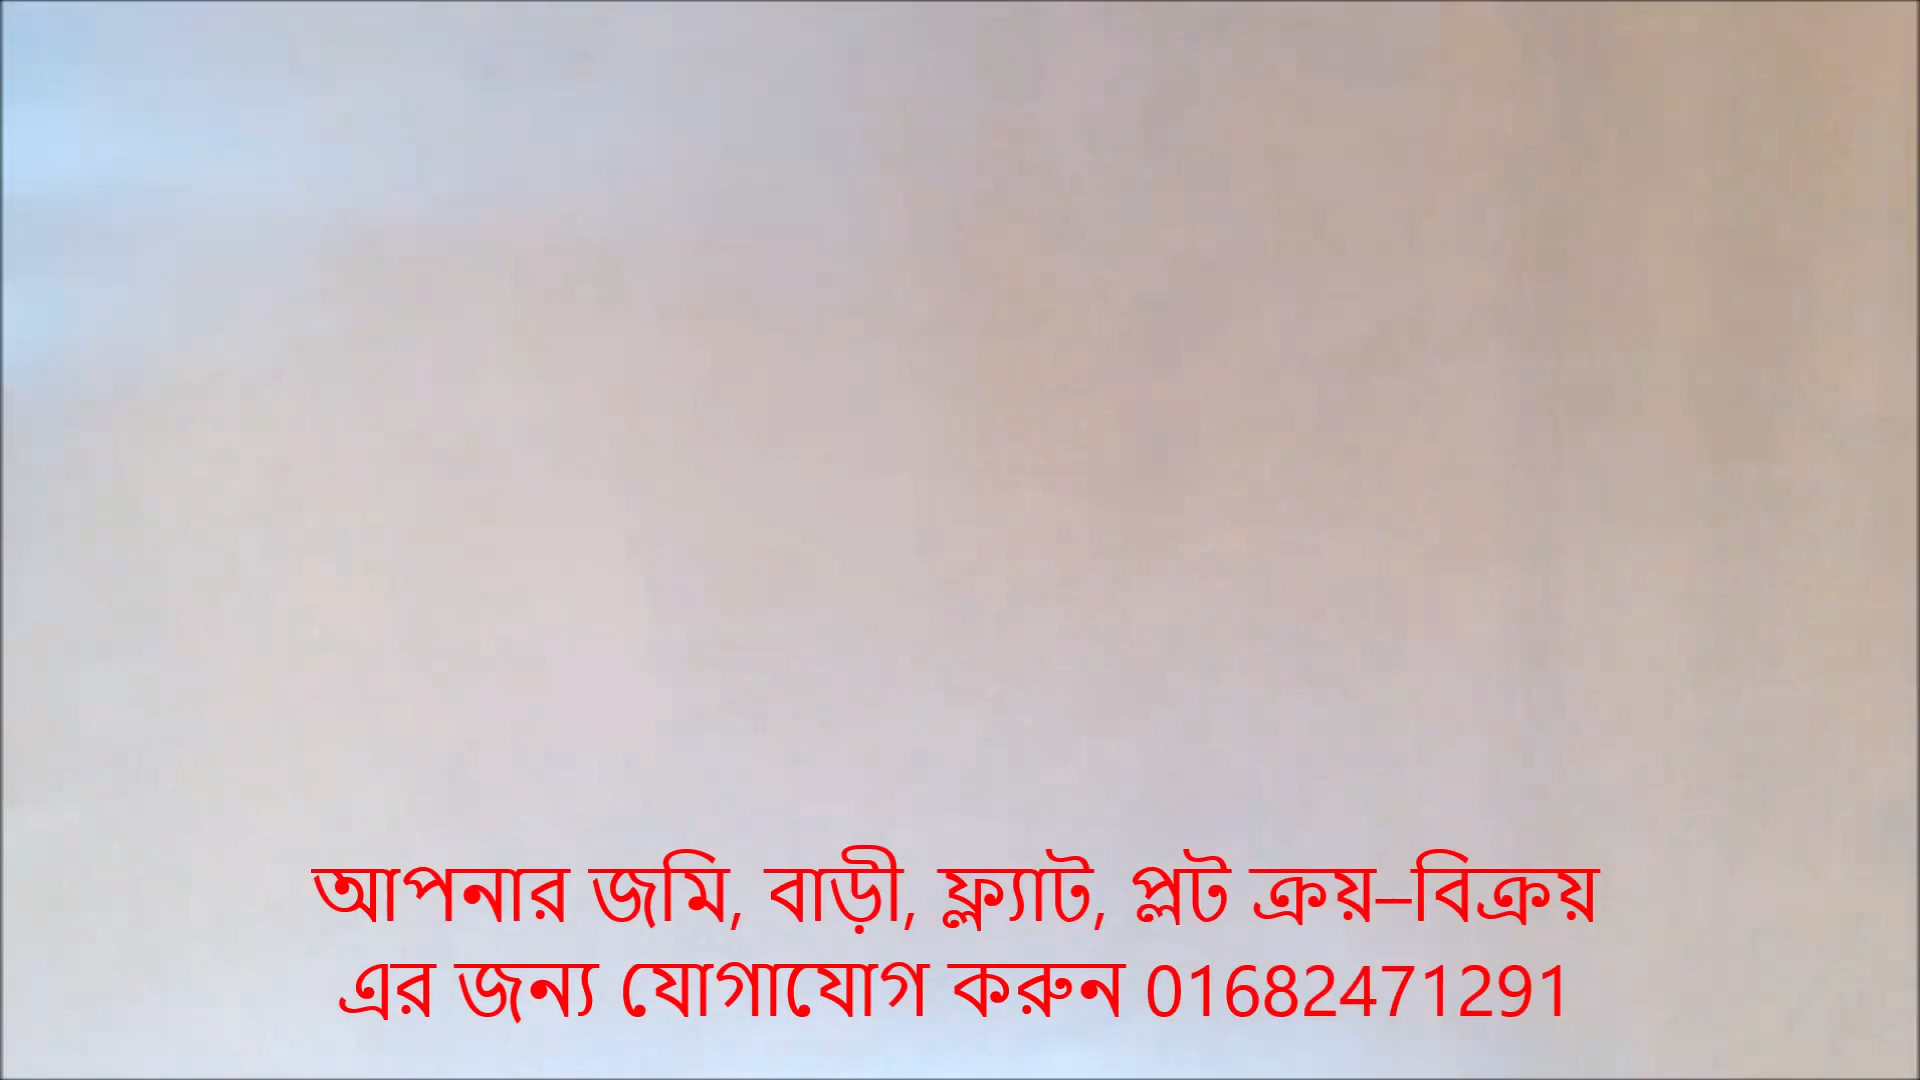 আপনার জমি, বাড়ী, ফ্ল্যাট, প্লট ক্রয়–বিক্রয়
এর জন্য যোগাযোগ করুন 01682471291